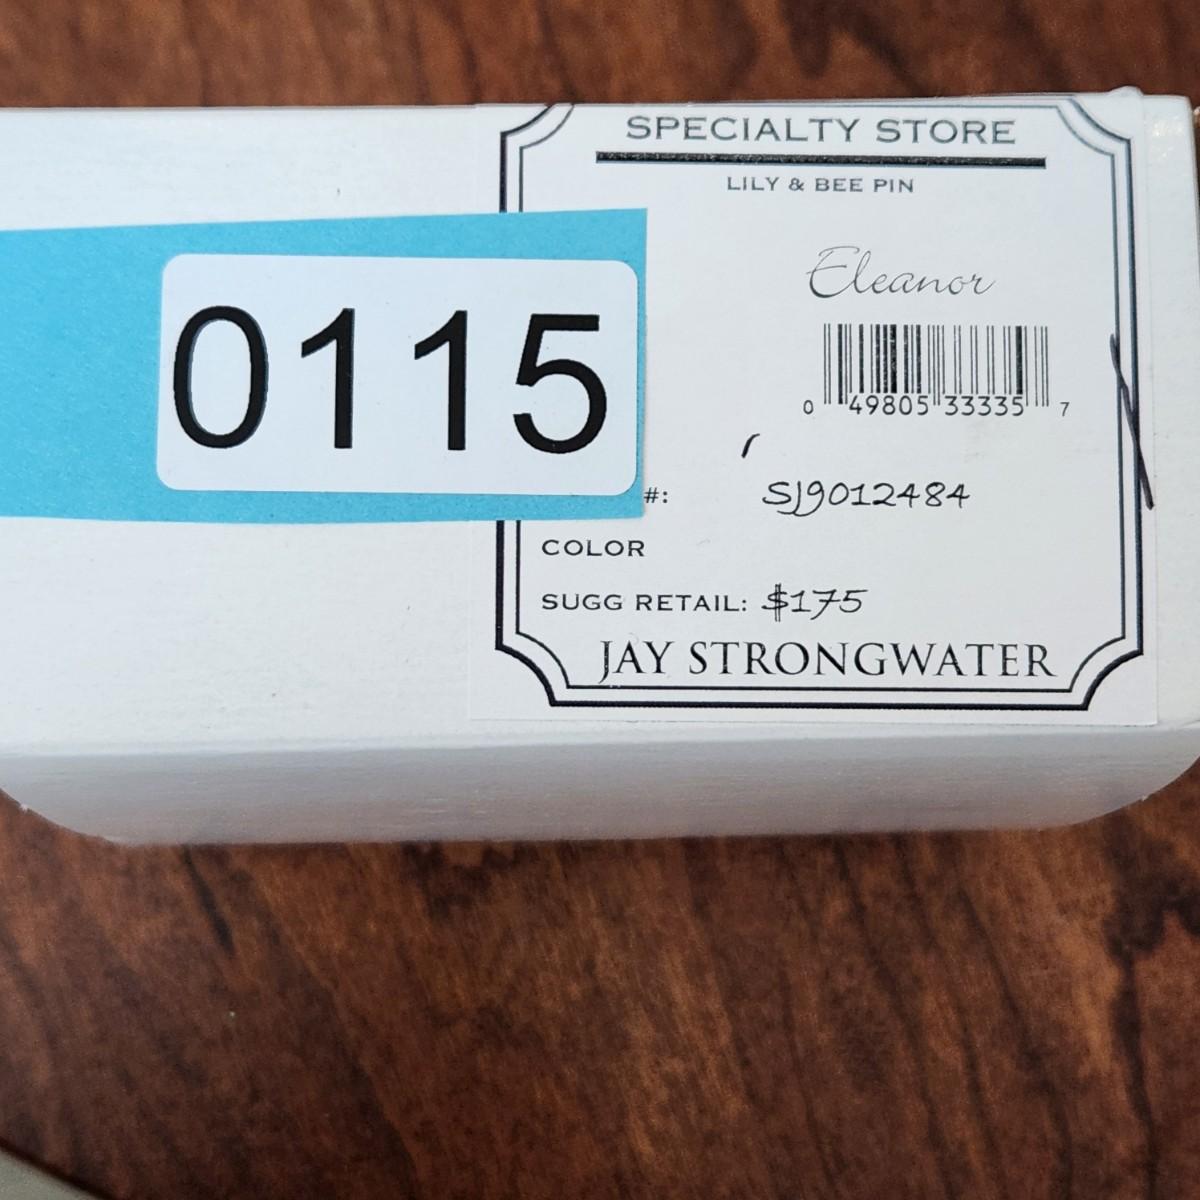 SPECIALTY STORE
LILY & BEE PIN
Eleanor
0115
0 49805 33335 7
#: SJ9012484
COLOR
SUGG RETAIL: $175
JAY STRONGWATER